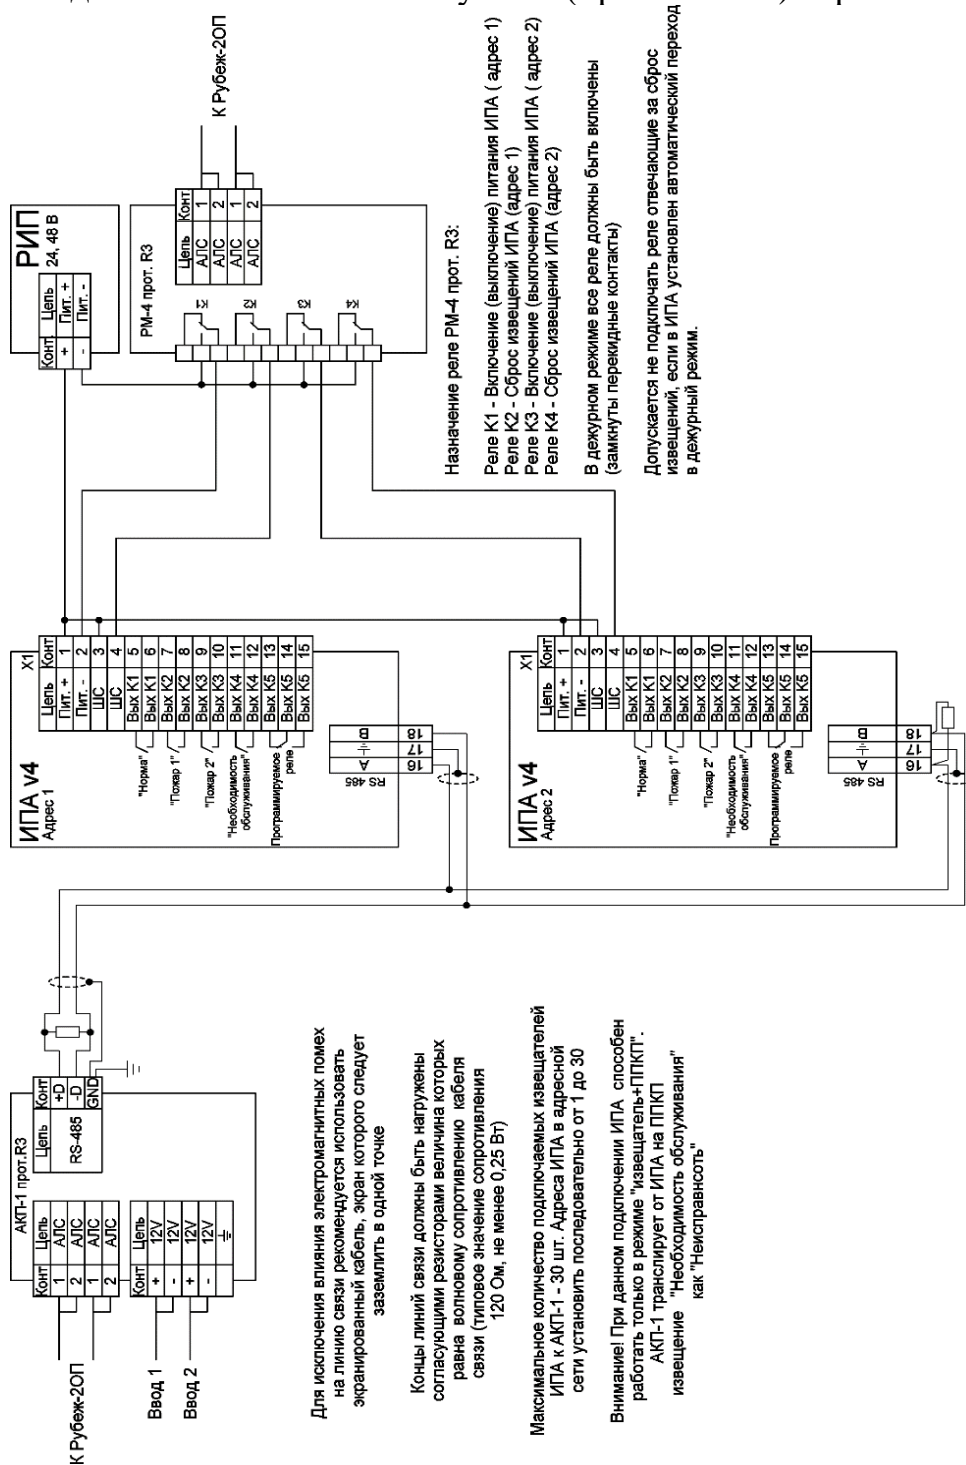 К Рубеж-2ОП
АКП-1 прот.R3
Конт Цепь
1 АЛС
2 АЛС
1 АЛС
2 АЛС
Цепь Конт
RS-485
+D
-D
GND
Ввод 1
Ввод 2
Конт Цепь
+ 12V
- 12V
+ 12V
- 12V
Для исключения влияния электромагнитных помех
на линию связи рекомендуется использовать
экранированный кабель, экран которого следует
заземлить в одной точке
Концы линий связи должны быть нагружены
согласующими резисторами величина которых
равна волновому сопротивлению кабеля
связи (типовое значение сопротивления
120 Ом, не менее 0,25 Вт)
Максимальное количество подключаемых извещателей
ИПА к АКП-1 - 30 шт. Адреса ИПА в адресной
сети установить последовательно от 1 до 30
Внимание! При данном подключении ИПА способен
работать только в режиме "извещатель+ППКП".
АКП-1 транслирует от ИПА на ППКП
извещение "Необходимость обслуживания"
как "Неисправнсоть"
ИПА v4
Адрес 1
X1
Цепь Конт
Пит. + 1
Пит. - 2
ШС 3
ШС 4
Вых К1 5
Вых К1 6
Вых К2 7
Вых К2 8
Вых К3 9
Вых К3 10
Вых К4 11
Вых К4 12
Вых К5 13
Вых К5 14
Вых К5 15
"Норма"
"Пожар 1"
"Пожар 2"
"Необходимость
обслуживания"
Программируемое
реле
RS 485
A B
16 17 18
ИПА v4
Адрес 2
X1
Цепь Конт
Пит. + 1
Пит. - 2
ШС 3
ШС 4
Вых К1 5
Вых К1 6
Вых К2 7
Вых К2 8
Вых К3 9
Вых К3 10
Вых К4 11
Вых К4 12
Вых К5 13
Вых К5 14
Вых К5 15
"Норма"
"Пожар 1"
"Пожар 2"
"Необходимость
обслуживания"
Программируемое
реле
RS 485
A B
16 17 18
РИП
24, 48 В
Конт. Цепь
+ Пит. +
- Пит. -
РМ-4 прот. R3
К1
К2
К3
К4
Цепь Конт
АЛС 1
АЛС 2
АЛС 1
АЛС 2
К Рубеж-2ОП
Назначение реле РМ-4 прот. R3:
Реле К1 - Включение (выключение) питания ИПА ( адрес 1)
Реле К2 - Сброс извещений ИПА (адрес 1)
Реле К3 - Включение (выключение) питания ИПА ( адрес 2)
Реле К4 - Сброс извещений ИПА (адрес 2)
В дежурном режиме все реле должны быть включены
(замкнуты перекидные контакты)
Допускается не подключать реле отвечающие за сброс
извещений, если в ИПА установлен автоматический переход
в дежурный режим.